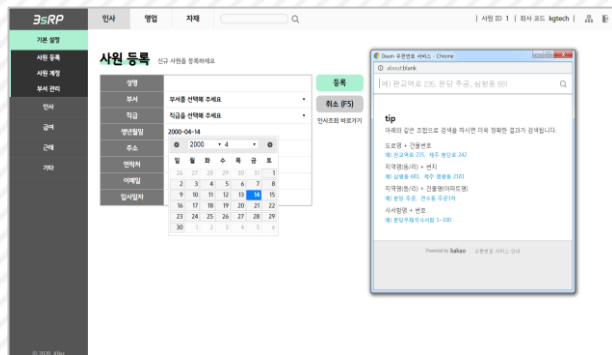 3sRP
인사 영업 자재
| 사원 ID 1 | 회사 코드 kgtech |
기본 설정
사원 등록
사원 계정
부서 관리
인사
급여
근태
기타
사원 등록 신규 사원을 등록하세요
성명
부서 부서를 선택해 주세요
직급 직급을 선택해 주세요
생년월일 2000-04-14
주소
연락처
이메일
입사일자
2000 4
일 월 화 수 목 금 토
26 27 28 29 30 31 1
2 3 4 5 6 7 8
9 10 11 12 13 14 15
16 17 18 19 20 21 22
23 24 25 26 27 28 29
30 1 2 3 4 5 6
등록
취소 (F5)
인사조회 바로가기
Daum 우편번호 서비스 - Chrome
about:blank
예) 판교역로 235, 분당 주공, 삼평동 681
tip
아래와 같은 조합으로 검색을 하시면 더욱 정확한 결과가 검색됩니다.
도로명 + 건물번호
예) 판교역로 235, 제주 첨단로 242
지역명(동/리) + 번지
예) 삼평동 681, 제주 영평동 2181
지역명(동/리) + 건물명(아파트명)
예) 분당 주공, 연수동 주공3차
사서함명 + 번호
예) 분당우체국사서함 1~100
Powered by kakao 우편번호 서비스 안내